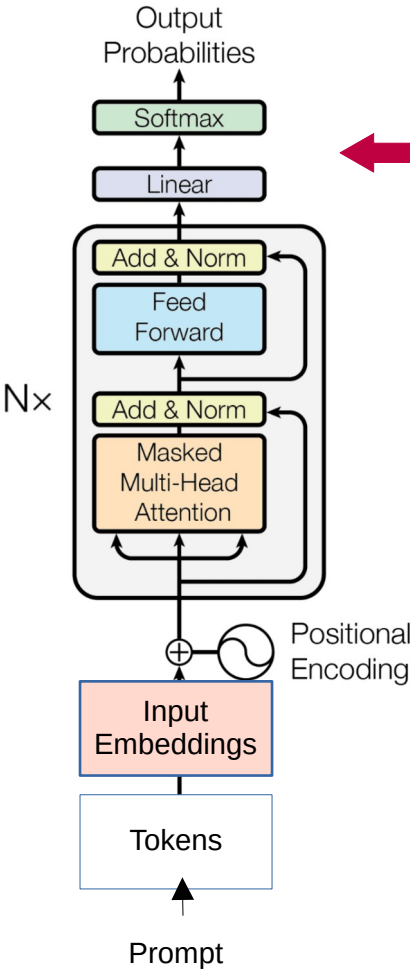 Output
Probabilities
Softmax
Linear
Add & Norm
Feed
Forward
N×
Add & Norm
Masked
Multi-Head
Attention
Positional
Encoding
Input
Embeddings
Tokens
Prompt